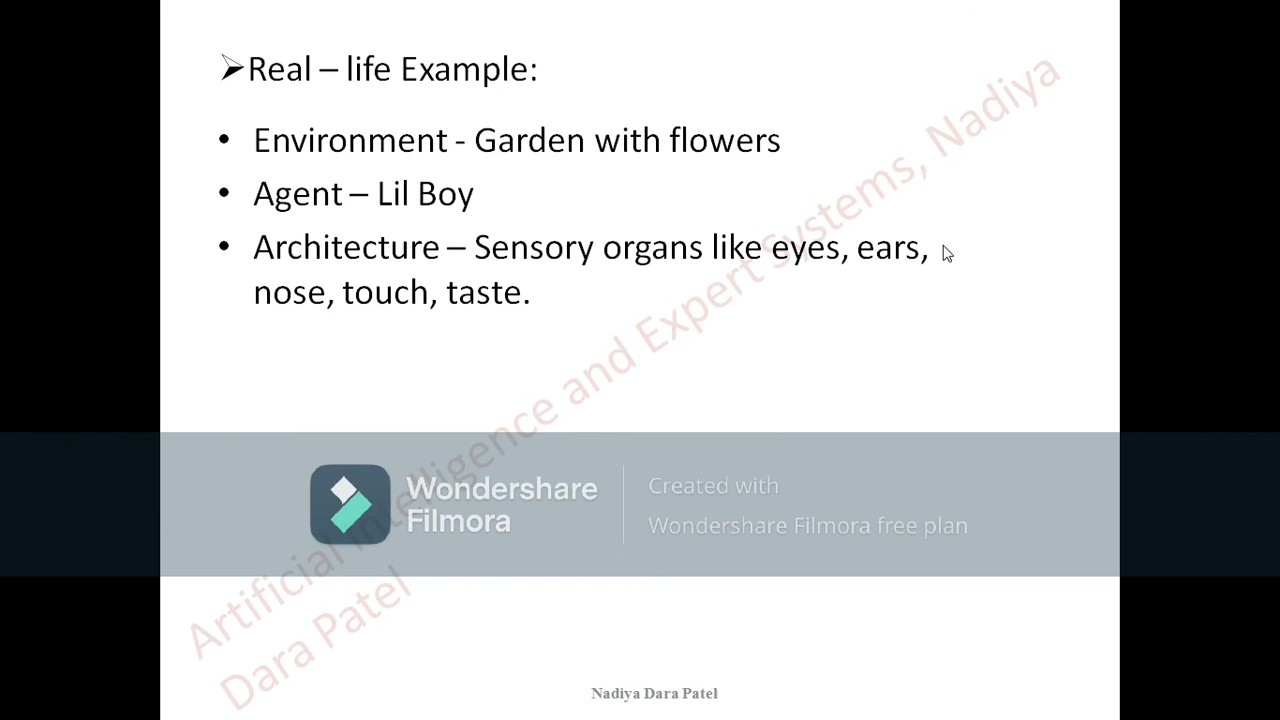 ➢Real – life Example:
• Environment - Garden with flowers
• Agent – Lil Boy
• Architecture – Sensory organs like eyes, ears,
nose, touch, taste.
Artificial Intelligence and Expert Systems, Nadiya
Dara Patel
Wondershare
Filmora
Created with
Wondershare Filmora free plan
Nadiya Dara Patel